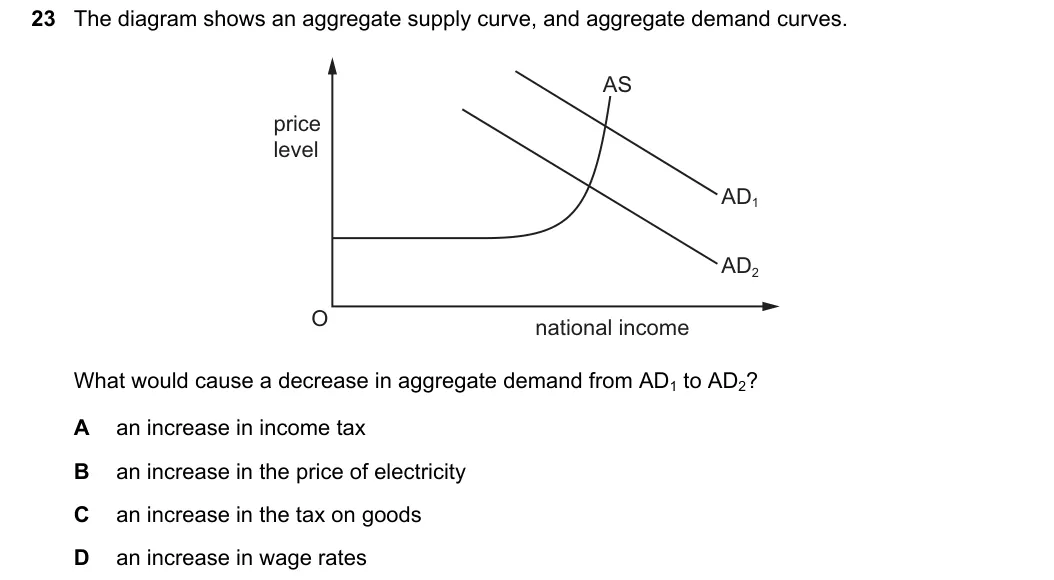 23 The diagram shows an aggregate supply curve, and aggregate demand curves.
AS
price
level
AD₁
AD₂
O
national income
What would cause a decrease in aggregate demand from AD₁ to AD₂?
A an increase in income tax
B an increase in the price of electricity
C an increase in the tax on goods
D an increase in wage rates